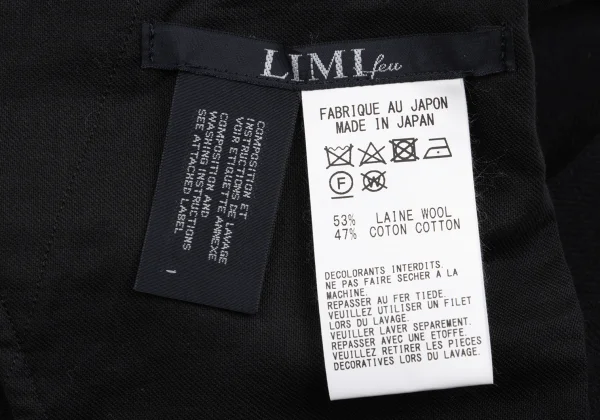 LIMI feu
COMPOSITION ET
INSTRUCTIONS DE LAVAGE
VOIR ETIQUETTE ANNEXE
COMPOSITION AND
WASHING INSTRUCTIONS
SEE ATTACHED LABEL
1
FABRIQUE AU JAPON
MADE IN JAPAN
F W
53% LAINE WOOL
47% COTON COTTON
DECOLORANTS INTERDITS.
NE PAS FAIRE SECHER A LA
MACHINE.
REPASSER AU FER TIEDE.
VEUILLEZ UTILISER UN FILET
LORS DU LAVAGE.
VEUILLER LAVER SEPAREMENT.
REPASSER AVEC UNE ETOFFE.
VEUILLEZ RETIRER LES PIECES
DECORATIVES LORS DU LAVAGE.